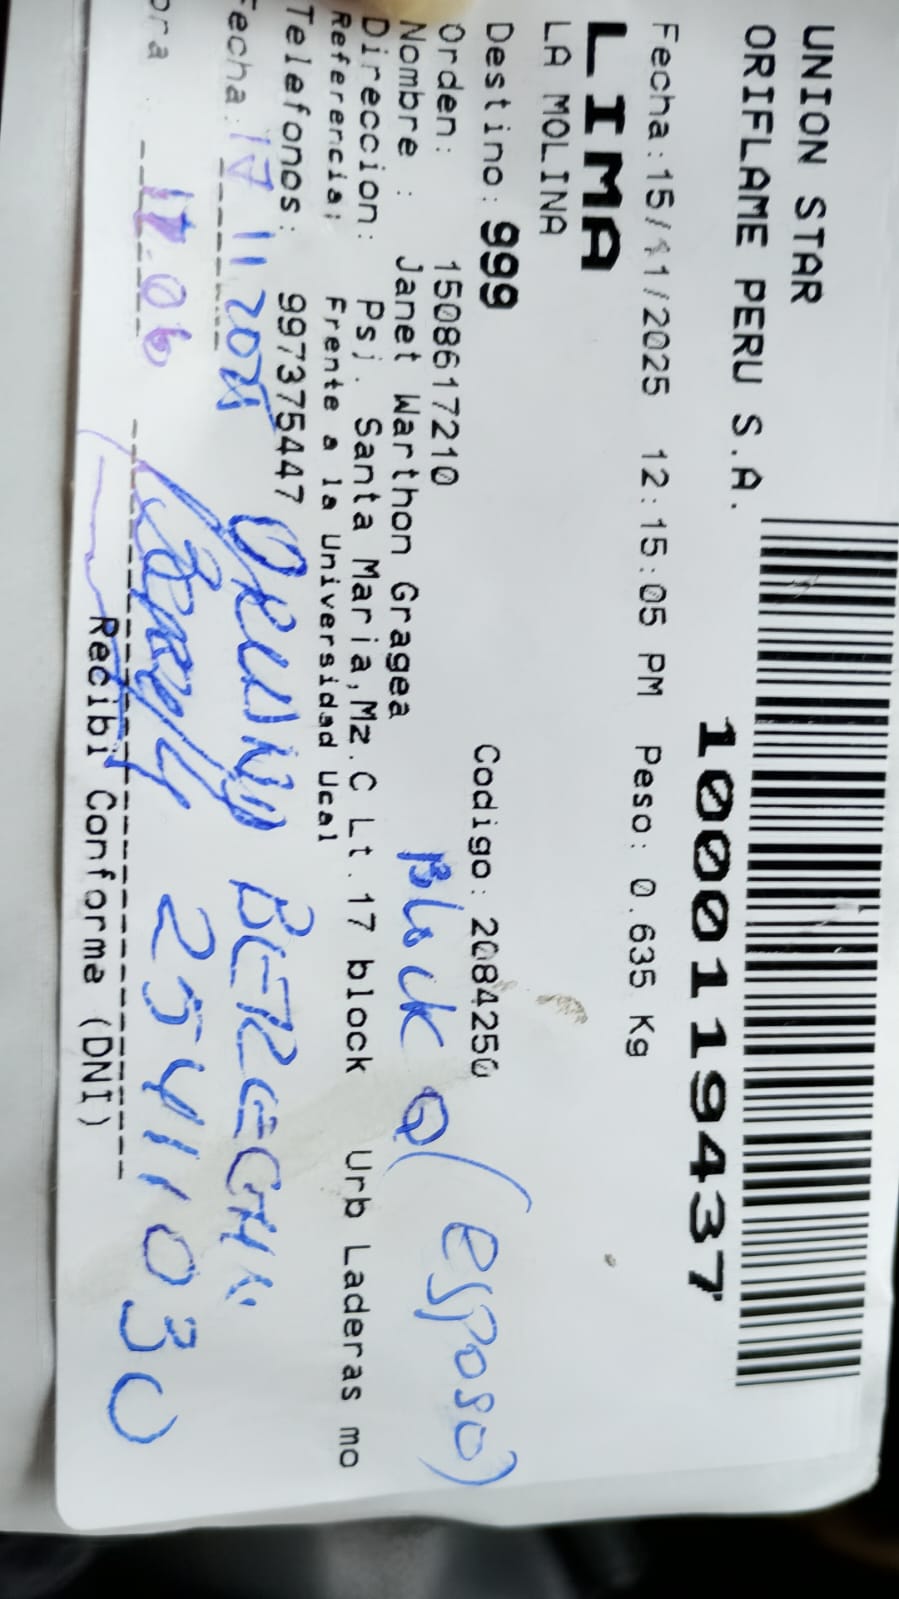 UNION STAR
ORIFLAME PERU S.A.
1000119437
Fecha:15/11/2025 12:15:05 PM Peso: 0.635 Kg
LIMA
LA MOLINA
Destino: 999 Codigo: 2084250
Orden: 1508617210
Block Q (esposo)
Nombre : Janet Warthon Gragea
Direccion: Psj. Santa Maria,Mz.C Lt.17 block Urb Laderas mo
Referencia: Frente a la Universidad Ucal
Telefonos: 997375447
Fecha: 17 11 2025
ora 17.06
25411030
Recibi Conforme (DNI)